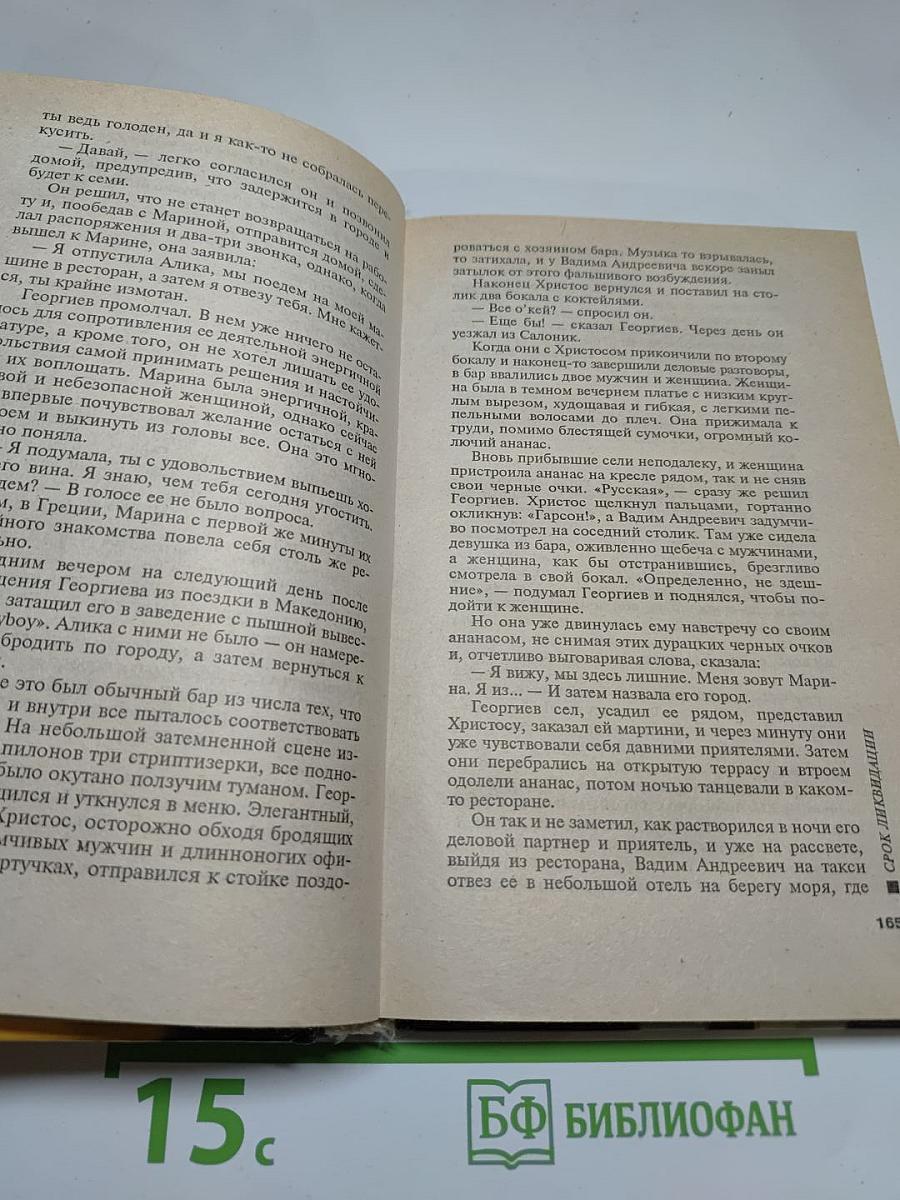 ты ведь голоден, да и я как-то не собралась пере-
кусить.
— Давай, — легко согласился он и позвонил
домой, предупредив, что задержится в городе и
будет к семи.
Он решил, что не станет возвращаться на рабо-
ту и, пообедав с Мариной, отправится домой, сде-
лал распоряжения и два-три звонка, однако, когда
вышел к Марине, она заявила:
— Я отпустила Алика, мы поедем на моей ма-
шине в ресторан, а затем я отвезу тебя. Мне кажет-
ся, ты крайне измотан.
Георгиев промолчал. В нем уже ничего не оста-
лось для сопротивления ее деятельной энергичной
атуре, а кроме того, он не хотел лишать ее удо-
ольствия самой принимать решения и настойчи-
их воплощать. Марина была энергичной, кра-
вой и небезопасной женщиной, однако сейчас
впервые почувствовал желание остаться с ней
оем и выкинуть из головы все. Она это мгно-
но поняла.
— Я подумала, ты с удовольствием выпьешь хо-
его вина. Я знаю, чем тебя сегодня угостить.
дем? — В голосе ее не было вопроса.
м, в Греции, Марина с первой же минуты их
йного знакомства повела себя столь же ре-
ьно.
дним вечером на следующий день после
щения Георгиева из поездки в Македонию,
затащил его в заведение с пышной вывес-
yboy». Алика с ними не было — он намере-
бродить по городу, а затем вернуться к
.
е это был обычный бар из числа тех, что
и внутри все пыталось соответствовать
На небольшой затемненной сцене из-
пилонов три стриптизерки, все подно-
было окутано ползучим туманом. Геор-
дился и уткнулся в меню. Элегантный,
Христос, осторожно обходя бродящих
мчивых мужчин и длинноногих офи-
ртучках, отправился к стойке поздо-
роваться с хозяином бара. Музыка то взрывалась,
то затихала, и у Вадима Андреевича вскоре заныл
затылок от этого фальшивого возбуждения.
Наконец Христос вернулся и поставил на сто-
лик два бокала с коктейлями.
— Все о’кей? — спросил он.
— Еще бы! — сказал Георгиев. Через день он
уезжал из Салоник.
Когда они с Христосом прикончили по второму
бокалу и наконец-то завершили деловые разговоры,
в бар ввалились двое мужчин и женщина. Женщи-
на была в темном вечернем платье с низким круг-
лым вырезом, худощавая и гибкая, с легкими пе-
пельными волосами до плеч. Она прижимала к
груди, помимо блестящей сумочки, огромный ко-
лючий ананас.
Вновь прибывшие сели неподалеку, и женщина
пристроила ананас на кресле рядом, так и не сняв
свои черные очки. «Русская», — сразу же решил
Георгиев. Христос щелкнул пальцами, гортанно
окликнув: «Гарсон!», а Вадим Андреевич задумчи-
во посмотрел на соседний столик. Там уже сидела
девушка из бара, оживленно щебеча с мужчинами,
а женщина, как бы отстранившись, брезгливо
смотрела в свой бокал. «Определенно, не здеш-
ние», — подумал Георгиев и поднялся, чтобы по-
дойти к женщине.
Но она уже двинулась ему навстречу со своим
ананасом, не снимая этих дурацких черных очков
и, отчетливо выговаривая слова, сказала:
— Я вижу, мы здесь лишние. Меня зовут Мари-
на. Я из... — И затем назвала его город.
Георгиев сел, усадил ее рядом, представил
Христосу, заказал ей мартини, и через минуту они
уже чувствовали себя давними приятелями. Затем
они перебрались на открытую террасу и втроем
одолели ананас, потом ночью танцевали в каком-
то ресторане.
Он так и не заметил, как растворился в ночи его
деловой партнер и приятель, и уже на рассвете,
выйдя из ресторана, Вадим Андреевич на такси
отвез ее в небольшой отель на берегу моря, где
СРОК ЛИКВИДАЦИИ
165
15 с
БФ БИБЛИОФАН